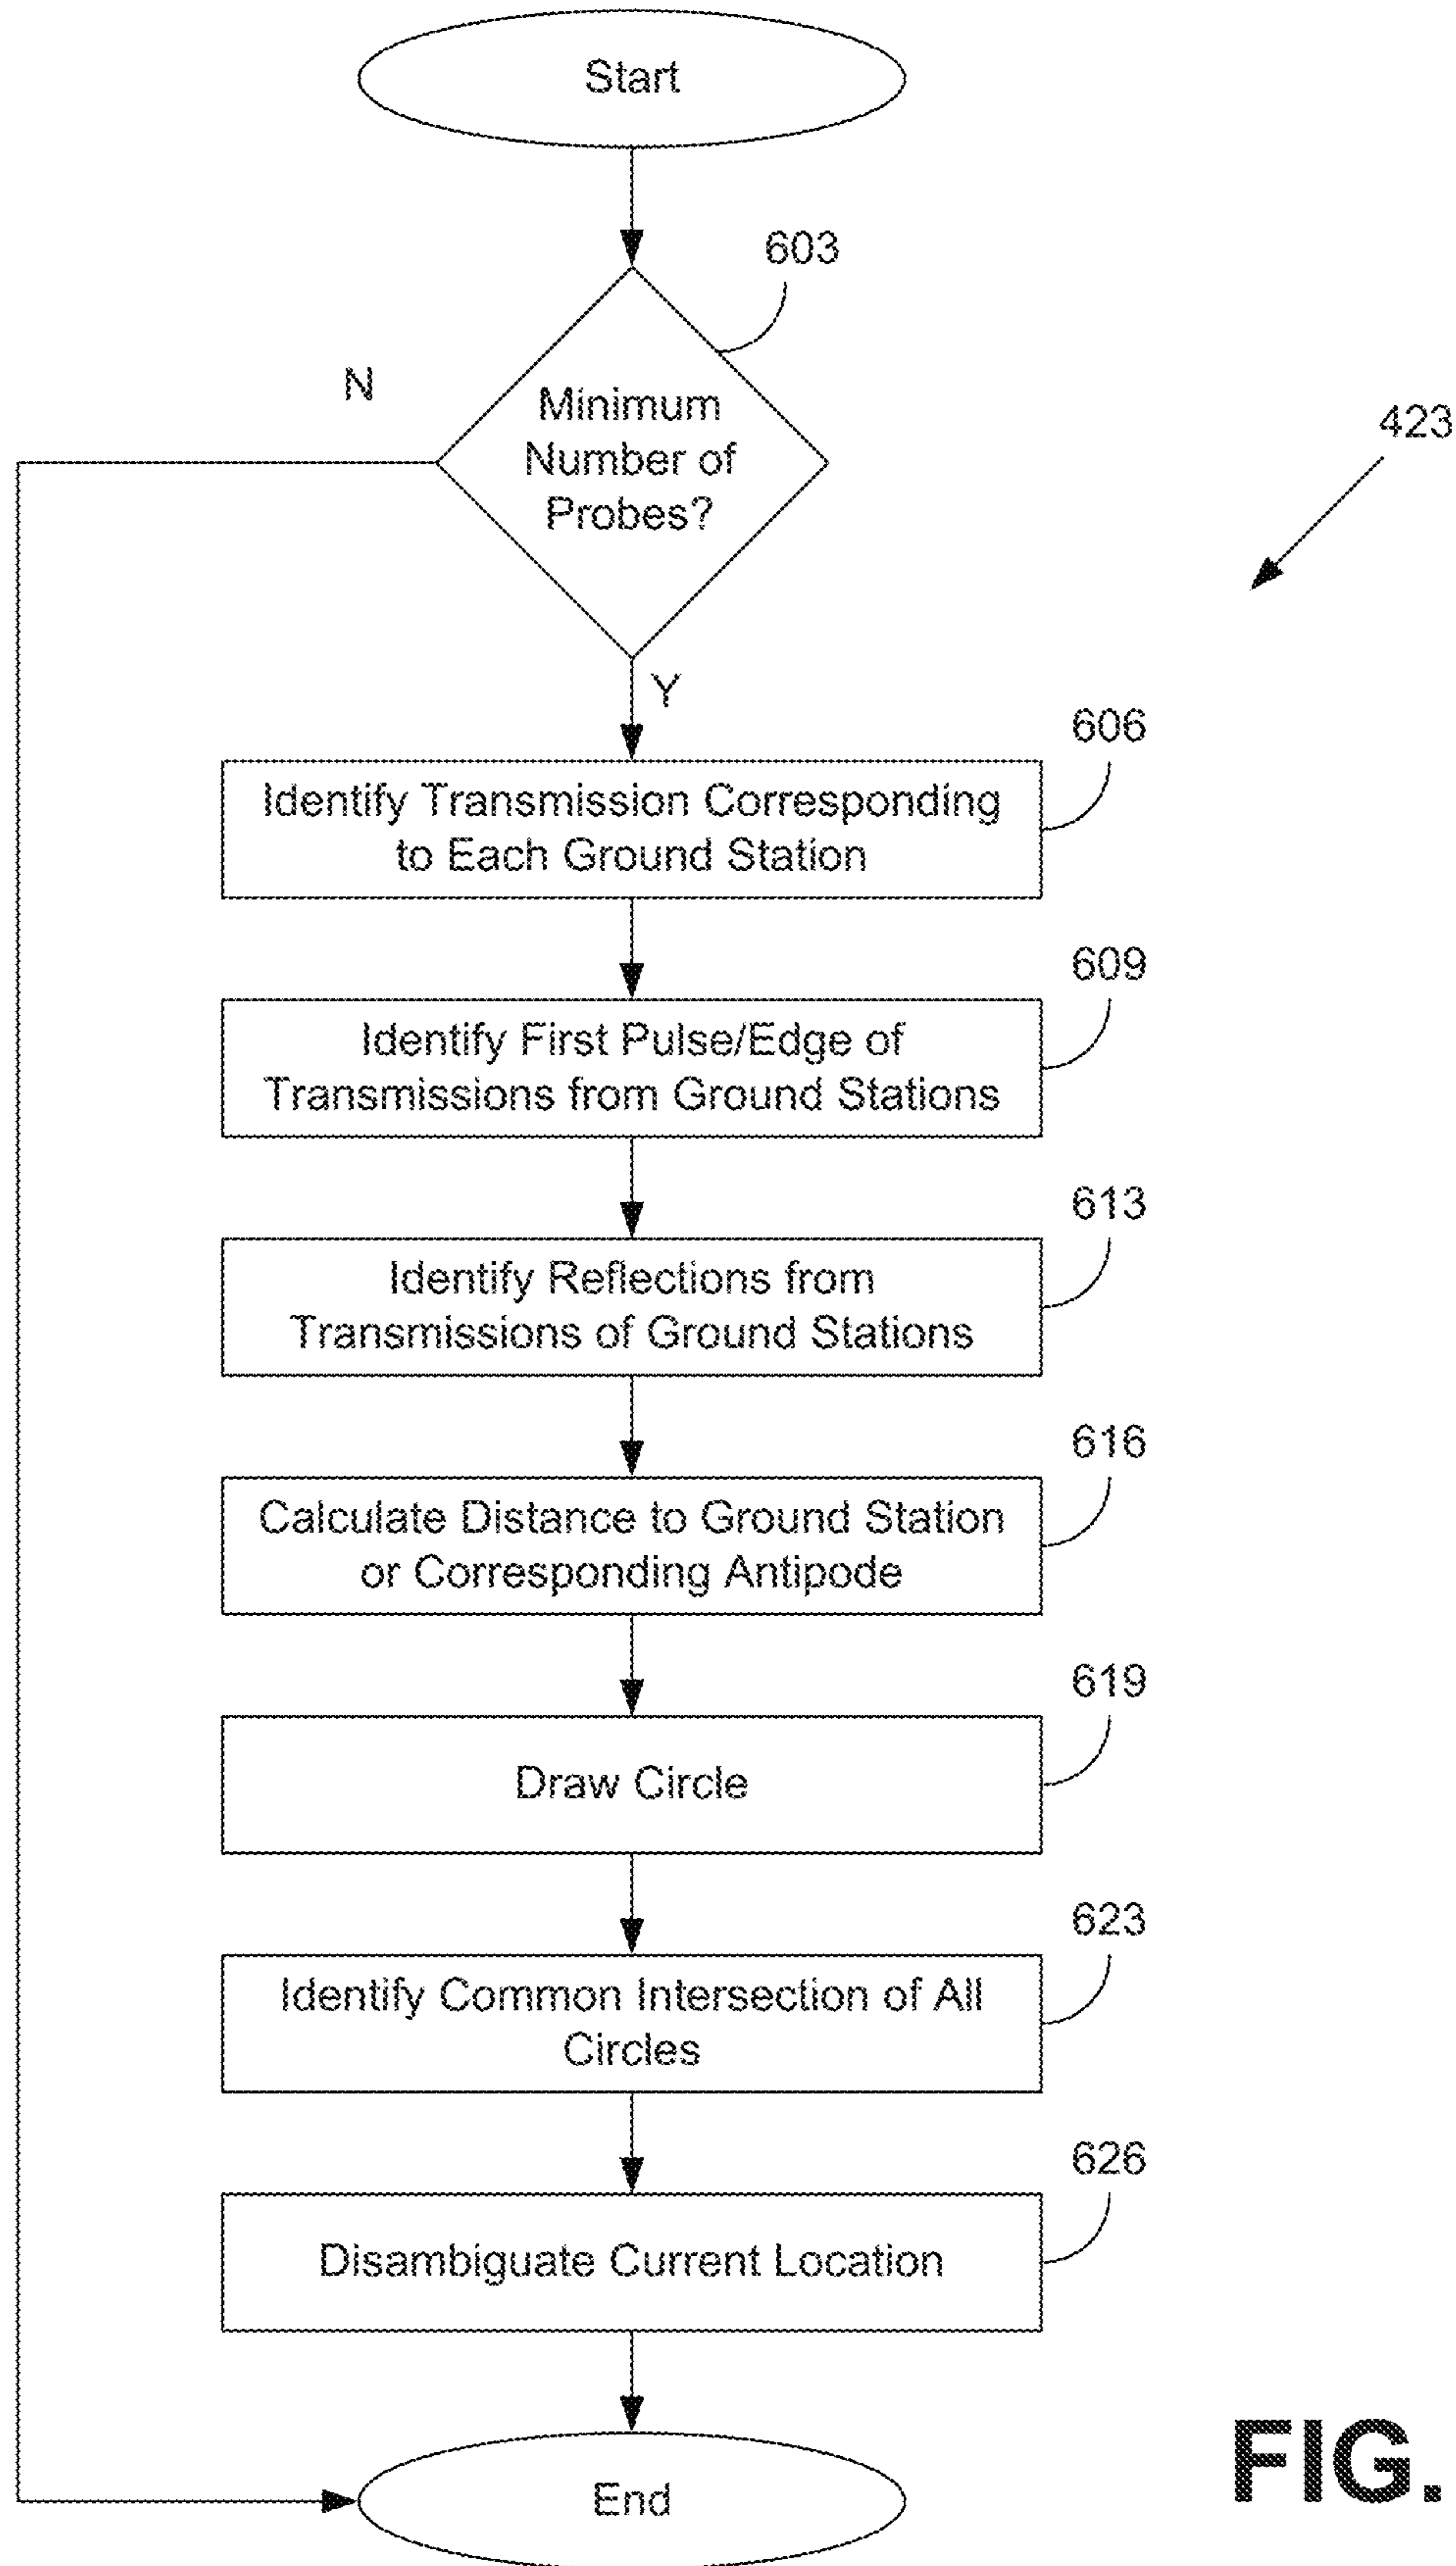 Start
603
N
Minimum
Number of
Probes?
423
Y
606
Identify Transmission Corresponding
to Each Ground Station
609
Identify First Pulse/Edge of
Transmissions from Ground Stations
613
Identify Reflections from
Transmissions of Ground Stations
616
Calculate Distance to Ground Station
or Corresponding Antipode
619
Draw Circle
623
Identify Common Intersection of All
Circles
626
Disambiguate Current Location
End
FIG.